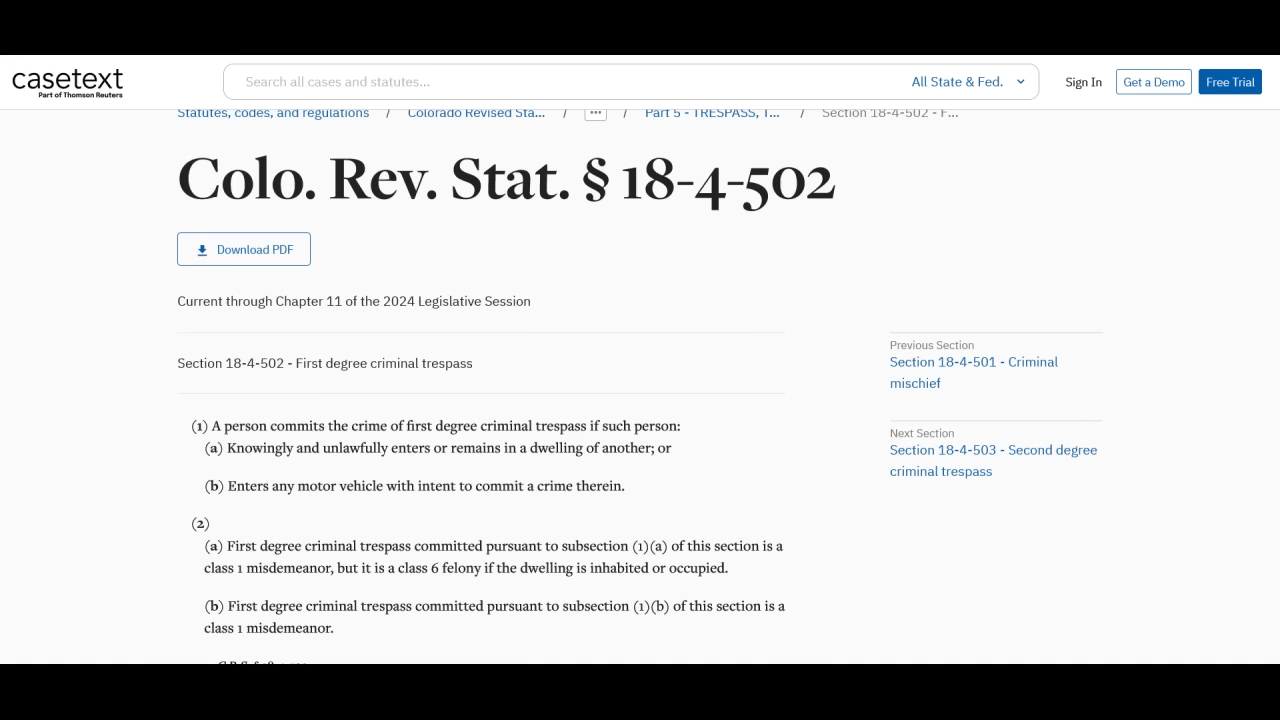 casetext
Part of Thomson Reuters
Search all cases and statutes...
All State & Fed.
Sign In
Get a Demo
Free Trial
Statutes, codes, and regulations / Colorado Revised Sta... / ... / Part 5 - TRESPASS, T... / Section 18-4-502 - F...
Colo. Rev. Stat. § 18-4-502
Download PDF
Current through Chapter 11 of the 2024 Legislative Session
Section 18-4-502 - First degree criminal trespass
(1) A person commits the crime of first degree criminal trespass if such person:
(a) Knowingly and unlawfully enters or remains in a dwelling of another; or
(b) Enters any motor vehicle with intent to commit a crime therein.
(2)
(a) First degree criminal trespass committed pursuant to subsection (1)(a) of this section is a
class 1 misdemeanor, but it is a class 6 felony if the dwelling is inhabited or occupied.
(b) First degree criminal trespass committed pursuant to subsection (1)(b) of this section is a
class 1 misdemeanor.
Previous Section
Section 18-4-501 - Criminal
mischief
Next Section
Section 18-4-503 - Second degree
criminal trespass